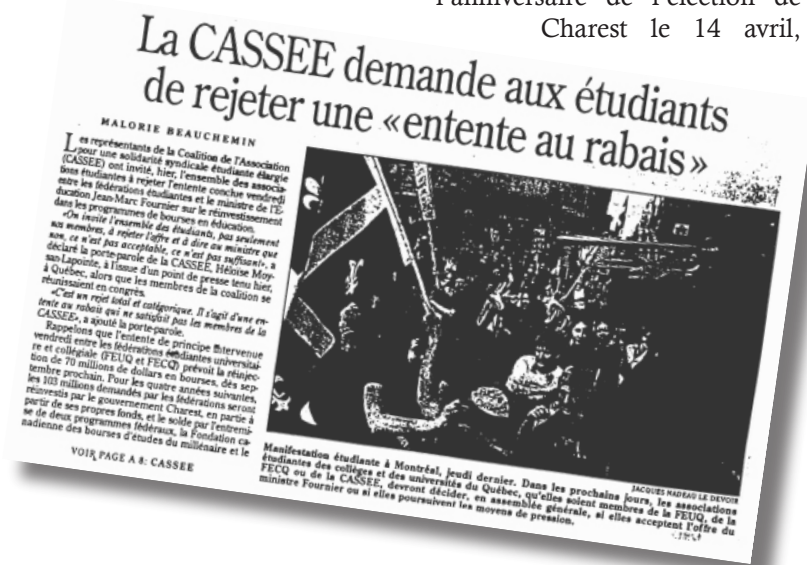 l'anniversaire de l'élection de
Charest le 14 avril,
La CASSEE demande aux étudiants
de rejeter une «entente au rabais»
MALORIE BEAUCHEMIN
Les représentants de la Coalition de l'Association
pour une solidarité syndicale étudiante élargie
(CASSEE) ont invité, hier, l'ensemble des associa-
tions étudiantes à rejeter l'entente conclue vendredi
entre les fédérations étudiantes et le ministre de l'É-
ducation Jean-Marc Fournier sur le réinvestissement
dans les programmes de bourses en éducation.
«On invite l'ensemble des étudiants, pas seulement
nos membres, à rejeter l'offre et à dire au ministre que
non, ce n'est pas acceptable, ce n'est pas suffisant», a
déclaré la porte-parole de la CASSEE, Héloïse Moy-
san-Lapointe, à l'issue d'un point de presse tenu hier,
à Québec, alors que les membres de la coalition se
réunissaient en congrès.
«C'est un rejet total et catégorique. Il s'agit d'une en-
tente au rabais qui ne satisfait pas les membres de la
CASSEE», a ajouté la porte-parole.
Rappelons que l'entente de principe intervenue
vendredi entre les fédérations étudiantes universitai-
re et collégiale (FEUQ et FECQ) prévoit la réinjec-
tion de 70 millions de dollars en bourses, dès sep-
tembre prochain. Pour les quatre années suivantes,
les 103 millions demandés par les fédérations seront
réinvestis par le gouvernement Charest, en partie à
partir de ses propres fonds, et le solde par l'entremi-
se de deux programmes fédéraux, la Fondation ca-
nadienne des bourses d'études du millénaire et le
VOIR PAGE A 8: CASSEE
JACQUES NADEAU LE DEVOIR
Manifestation étudiante à Montréal, jeudi dernier. Dans les prochains jours, les associations
étudiantes des collèges et des universités du Québec, qu'elles soient membres de la FEUQ, de la
FECQ ou de la CASSEE, devront décider, en assemblée générale, si elles acceptent l'offre du
ministre Fournier ou si elles poursuivent les moyens de pression.